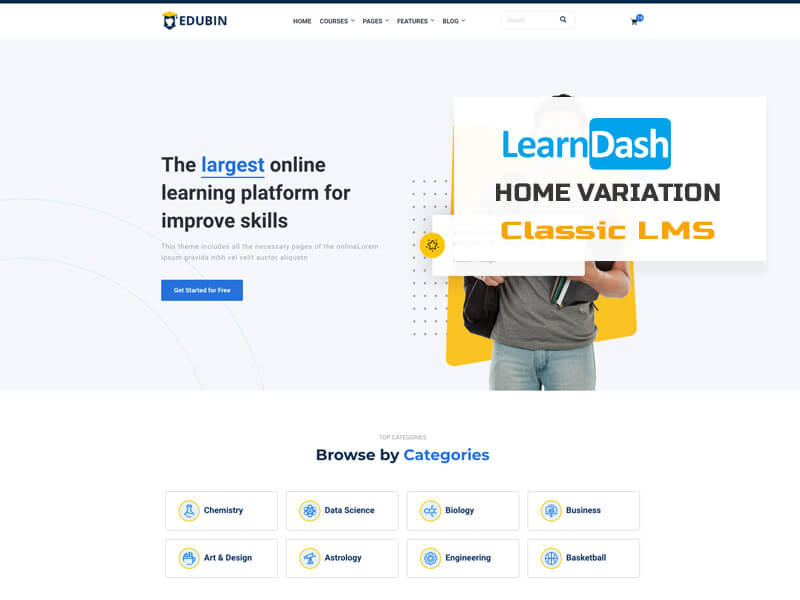 EDUBIN
HOME COURSES PAGES FEATURES BLOG
Search
The largest online
learning platform for
improve skills
This theme includes all the necessary pages of the onlineLorem
ipsum gravida nibh vel velit auctor aliquetn
Get Started for Free
LearnDash
HOME VARIATION
Classic LMS
TOP CATEGORIES
Browse by Categories
Chemistry
Data Science
Biology
Business
Art & Design
Astrology
Engineering
Basketball